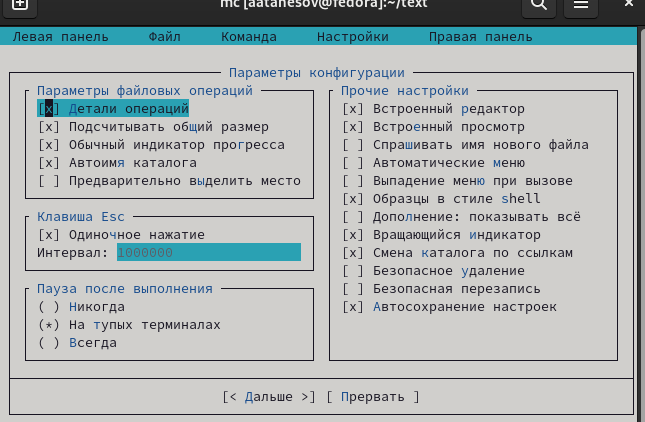 mc [aatanesov@fedora]:~/text
Левая панель Файл Команда Настройки Правая панель
Параметры конфигурации
Параметры файловых операций
[x] Детали операций
[x] Подсчитывать общий размер
[x] Обычный индикатор прогресса
[x] Автоимя каталога
[ ] Предварительно выделить место
Клавиша Esc
[x] Одиночное нажатие
Интервал: 1000000
Пауза после выполнения
( ) Никогда
(*) На тупых терминалах
( ) Всегда
Прочие настройки
[x] Встроенный редактор
[x] Встроенный просмотр
[ ] Спрашивать имя нового файла
[ ] Автоматические меню
[ ] Выпадение меню при вызове
[x] Образцы в стиле shell
[ ] Дополнение: показывать всё
[x] Вращающийся индикатор
[x] Смена каталога по ссылкам
[ ] Безопасное удаление
[ ] Безопасная перезапись
[x] Автосохранение настроек
[< Дальше >] [ Прервать ]